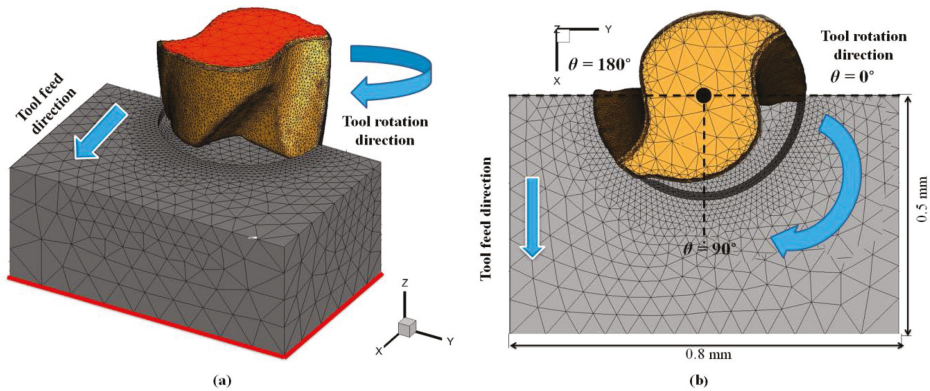 Tool feed
direction
Tool rotation
direction
Z
X
Y
(a)
Z
Y
X
θ = 180°
Tool rotation
direction
θ = 0°
Tool feed direction
θ = 90°
0.5 mm
0.8 mm
(b)